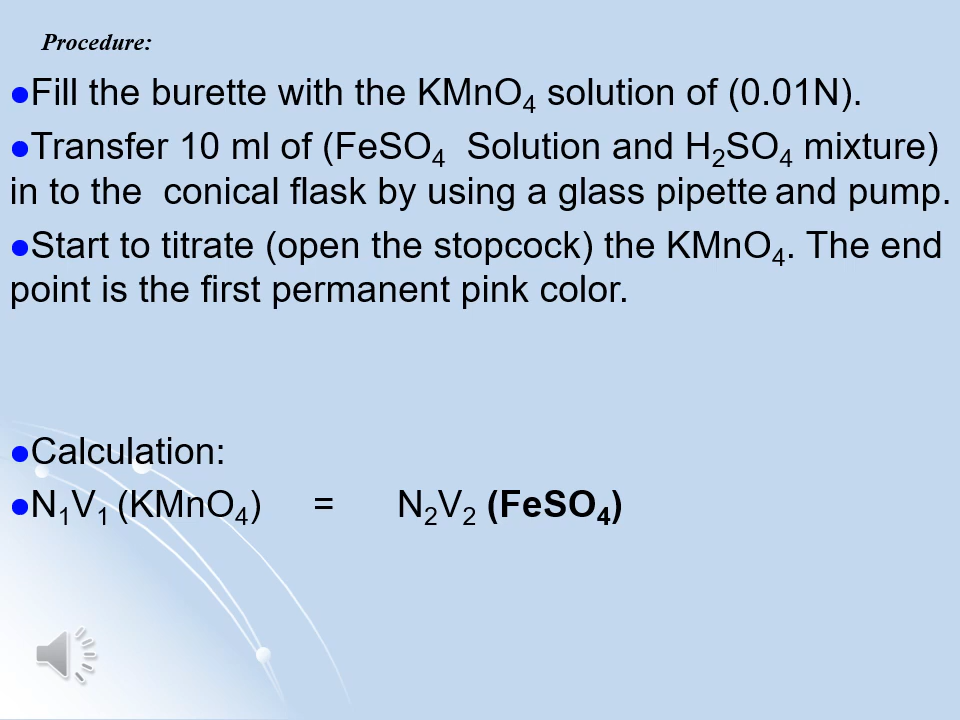 Procedure:
●Fill the burette with the KMnO₄ solution of (0.01N).
●Transfer 10 ml of (FeSO₄ Solution and H₂SO₄ mixture)
in to the conical flask by using a glass pipette and pump.
●Start to titrate (open the stopcock) the KMnO₄. The end
point is the first permanent pink color.
●Calculation:
●N₁V₁ (KMnO₄) = N₂V₂ (FeSO₄)